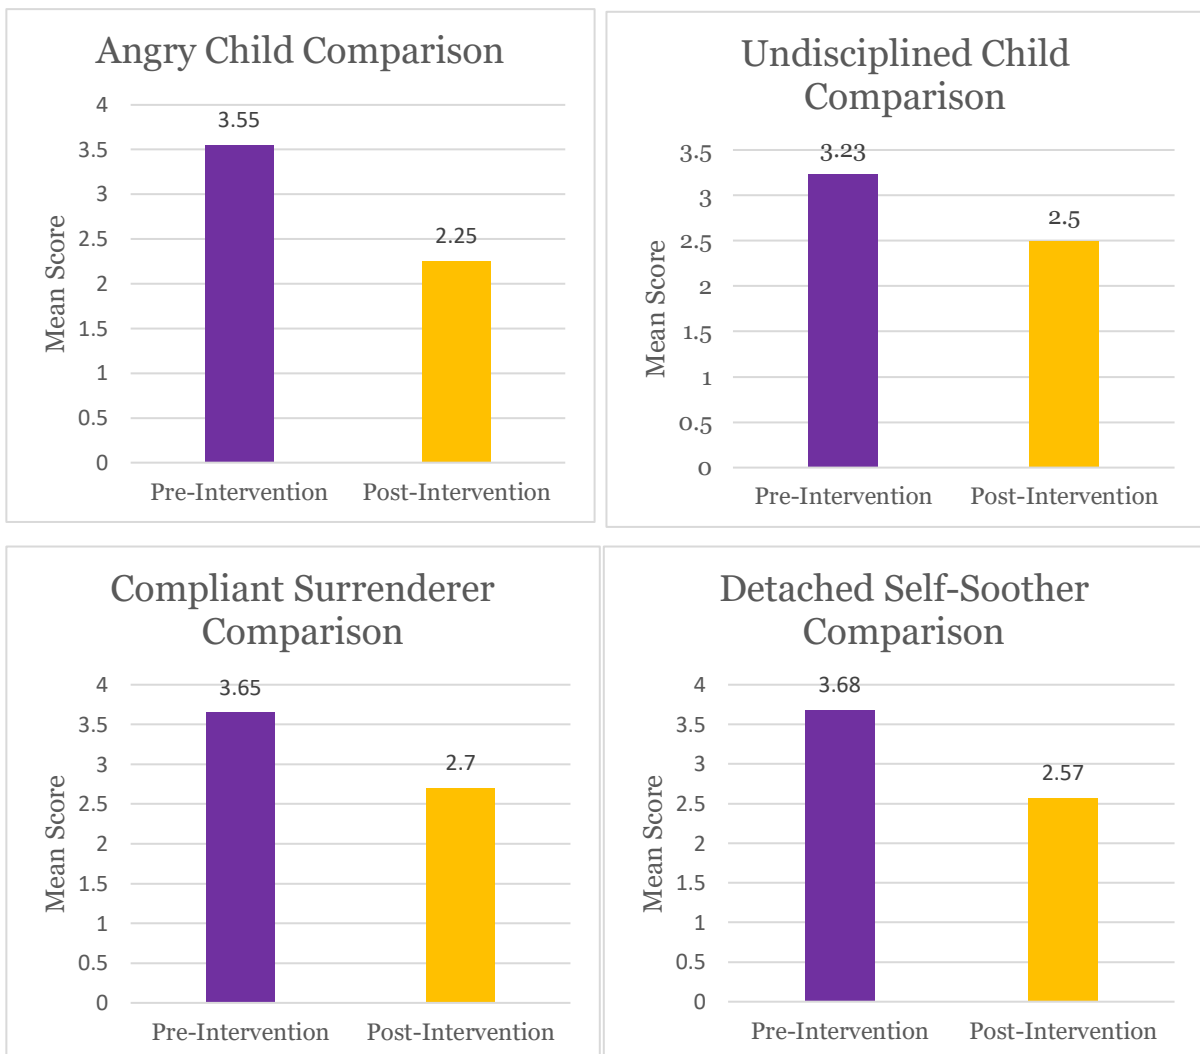 Angry Child Comparison
4
3.5
3
2.5
2
1.5
1
0.5
0
Mean Score
3.55
2.25
Pre-Intervention
Post-Intervention
Undisciplined Child
Comparison
3.5
3
2.5
2
1.5
1
0.5
0
Mean Score
3.23
2.5
Pre-Intervention
Post-Intervention
Compliant Surrenderer
Comparison
4
3.5
3
2.5
2
1.5
1
0.5
0
Mean Score
3.65
2.7
Pre-Intervention
Post-Intervention
Detached Self-Soother
Comparison
4
3.5
3
2.5
2
1.5
1
0.5
0
Mean Score
3.68
2.57
Pre-Intervention
Post-Intervention